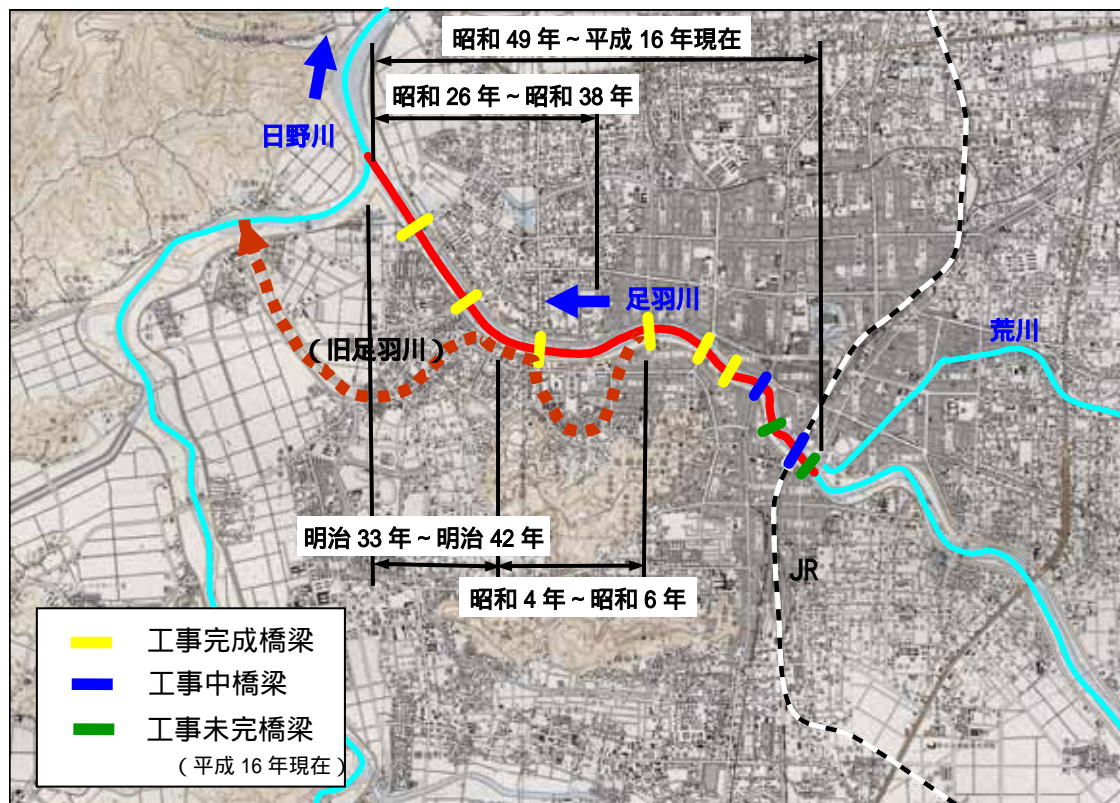 昭和 49 年～平成 16 年現在
昭和 26 年～昭和 38 年
日野川
足羽川
荒川
（旧足羽川）
明治 33 年～明治 42 年
昭和 4 年～昭和 6 年
JR
工事完成橋梁
工事中橋梁
工事未完橋梁
（平成 16 年現在）